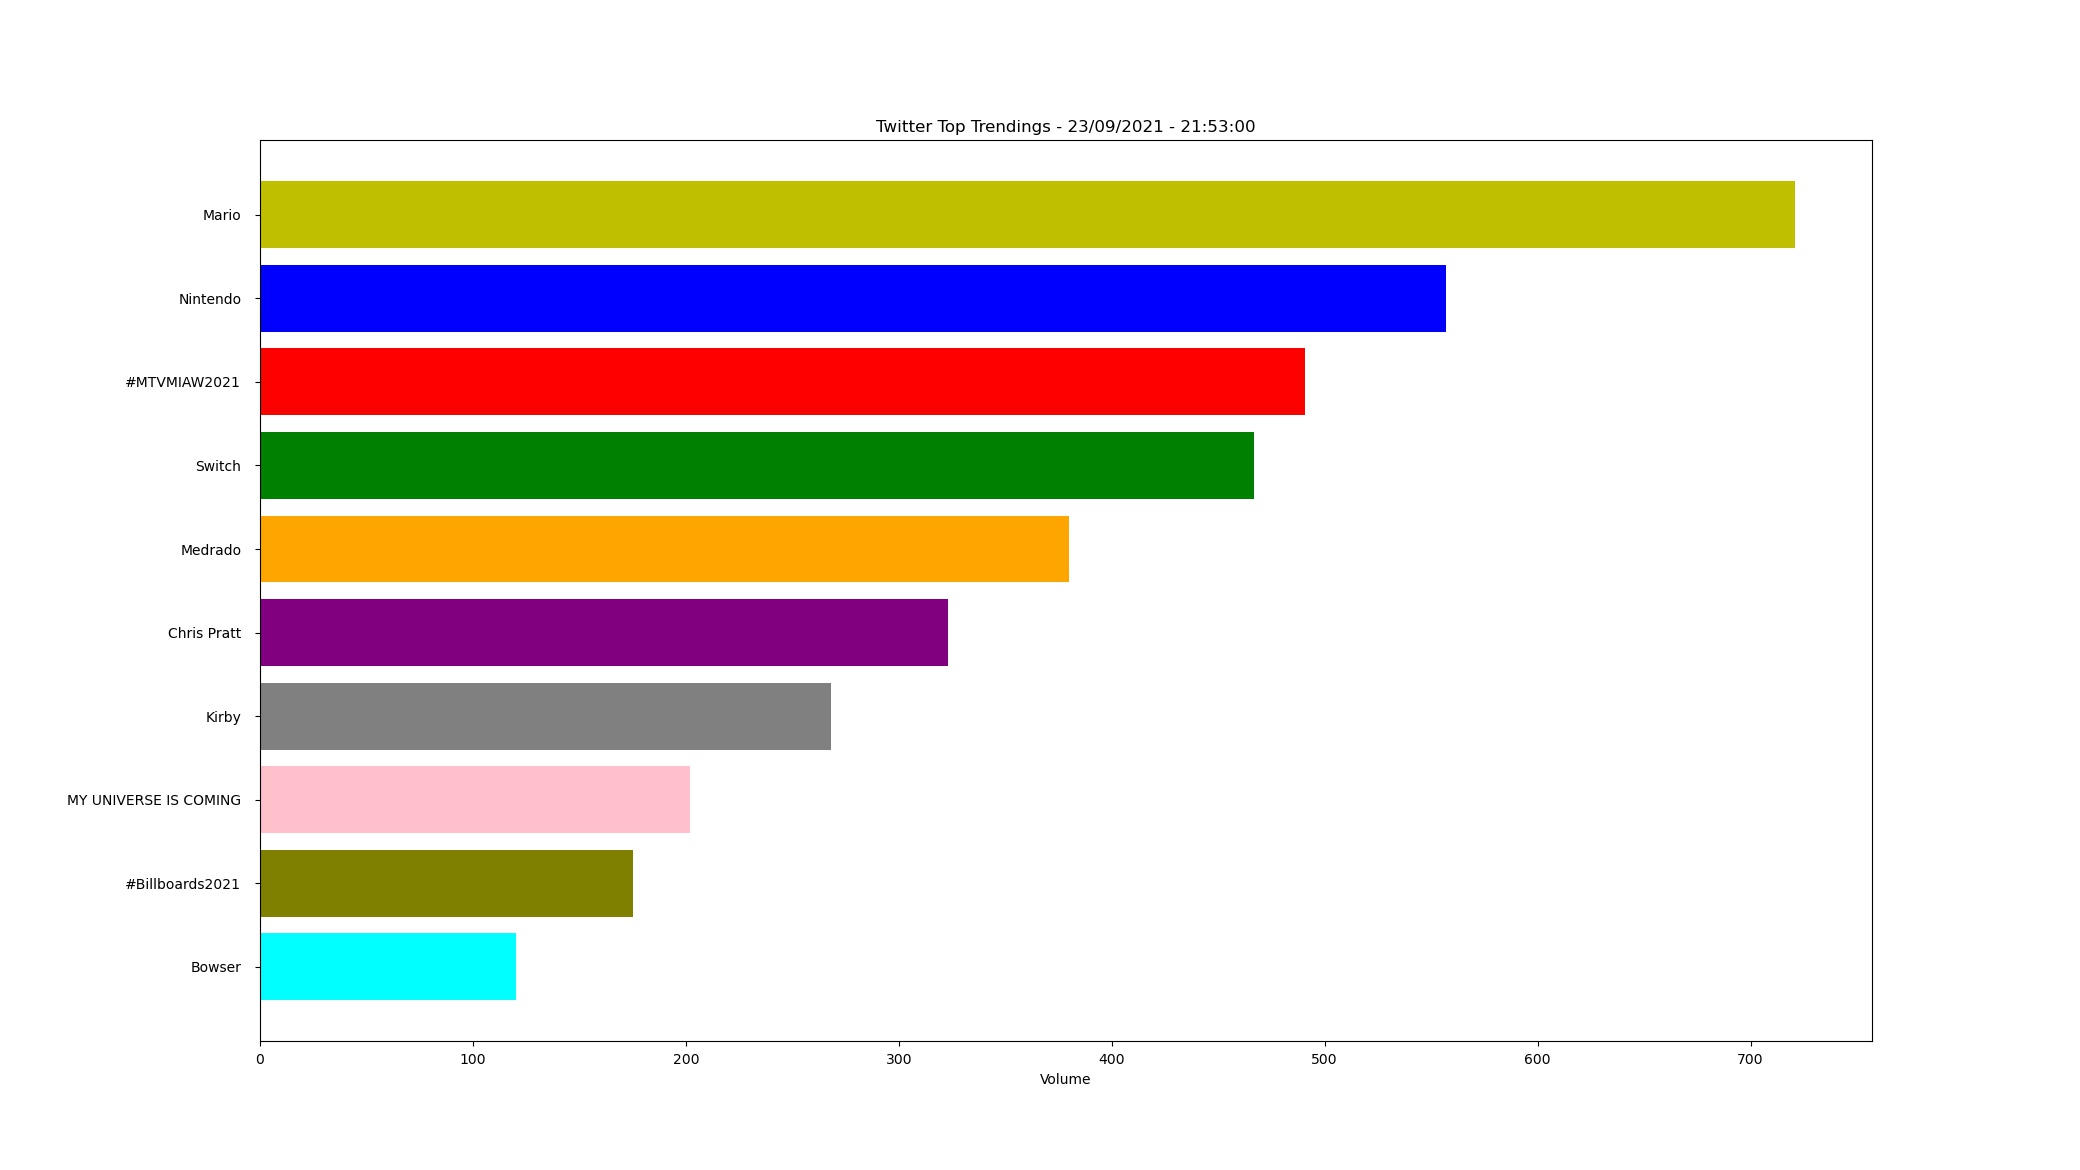 Twitter Top Trendings - 23/09/2021 - 21:53:00
Mario
Nintendo
#MTVMIAW2021
Switch
Medrado
Chris Pratt
Kirby
MY UNIVERSE IS COMING
#Billboards2021
Bowser
0 100 200 300 400 500 600 700
Volume